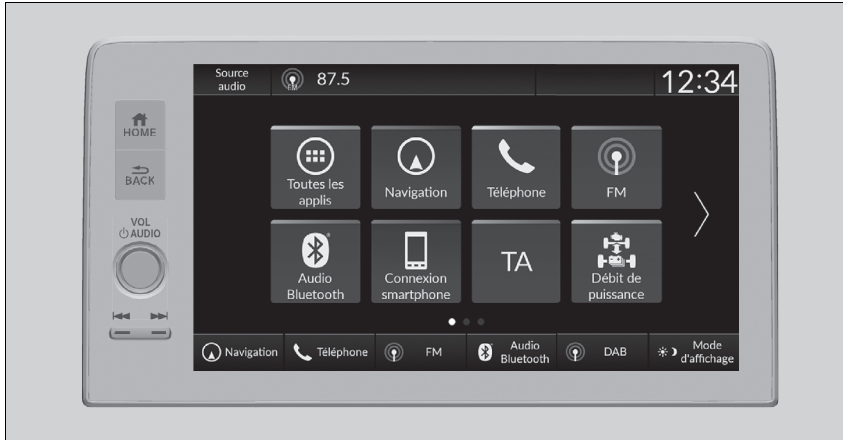 Source
audio
FM
87.5
12:34
HOME
BACK
VOL
AUDIO
Toutes les
applis
Navigation
Téléphone
FM
Audio
Bluetooth
Connexion
smartphone
TA
Débit de
puissance
Navigation
Téléphone
FM
Audio
Bluetooth
DAB
Mode
d'affichage